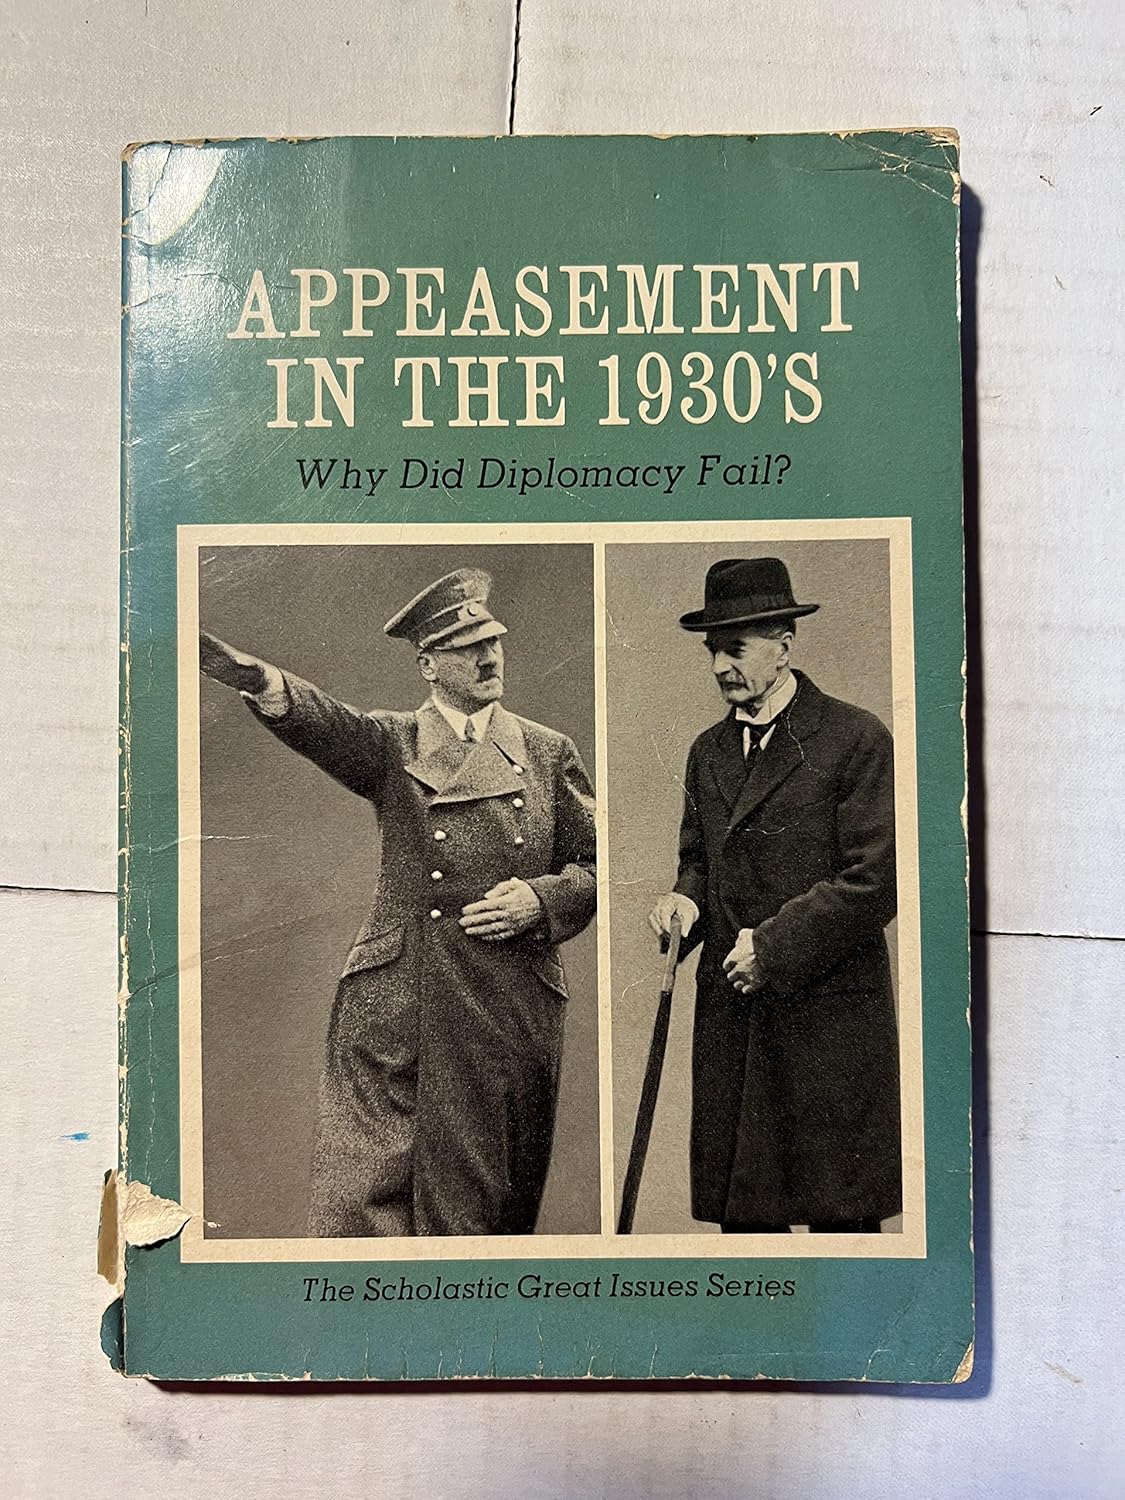 APPEASEMENT
IN THE 1930'S
Why Did Diplomacy Fail?
The Scholastic Great Issues Series